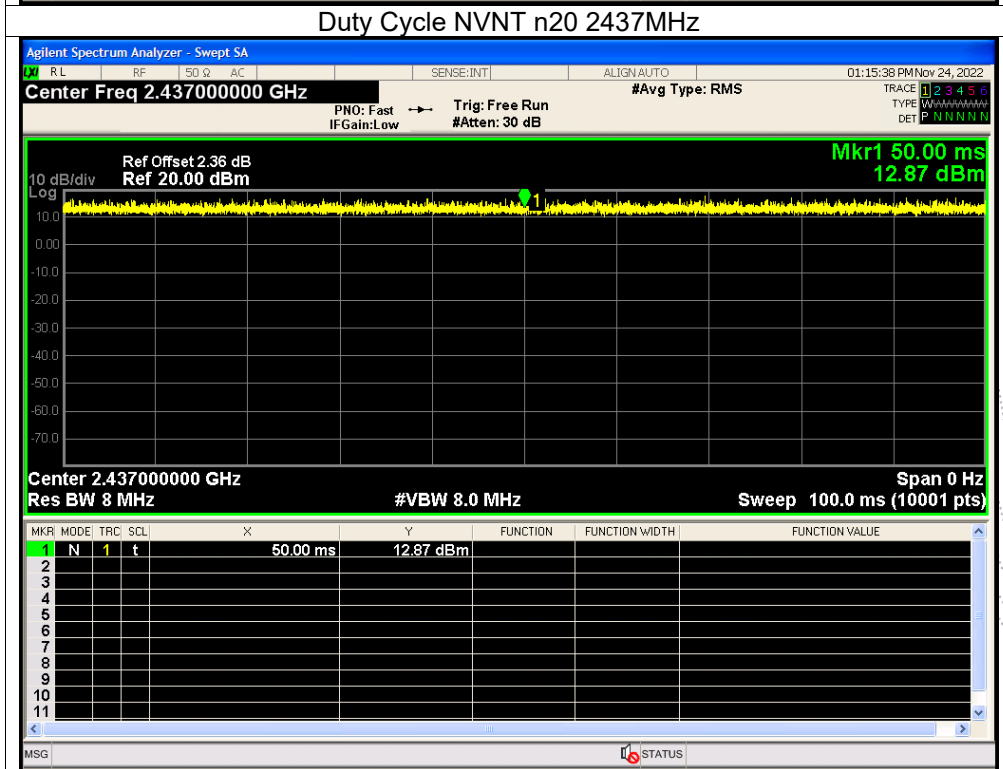 Duty Cycle NVNT n20 2437MHz
Agilent Spectrum Analyzer - Swept SA
LXI RL RF 50 Ω AC SENSE:INT ALIGN AUTO 01:15:38 PM Nov 24, 2022
Center Freq 2.437000000 GHz #Avg Type: RMS TRACE 1 2 3 4 5 6
PNO: Fast Trig: Free Run TYPE WWWWWW
IFGain:Low #Atten: 30 dB DET P N N N N N
Mkr1 50.00 ms
Ref Offset 2.36 dB
10 dB/div Ref 20.00 dBm 12.87 dBm
Log
1
10.0
0.00
-10.0
-20.0
-30.0
-40.0
-50.0
-60.0
-70.0
Center 2.437000000 GHz Span 0 Hz
Res BW 8 MHz #VBW 8.0 MHz Sweep 100.0 ms (10001 pts)
MKR MODE TRC SCL X Y FUNCTION FUNCTION WIDTH FUNCTION VALUE
1 N 1 t 50.00 ms 12.87 dBm
2
3
4
5
6
7
8
9
10
11
MSG STATUS